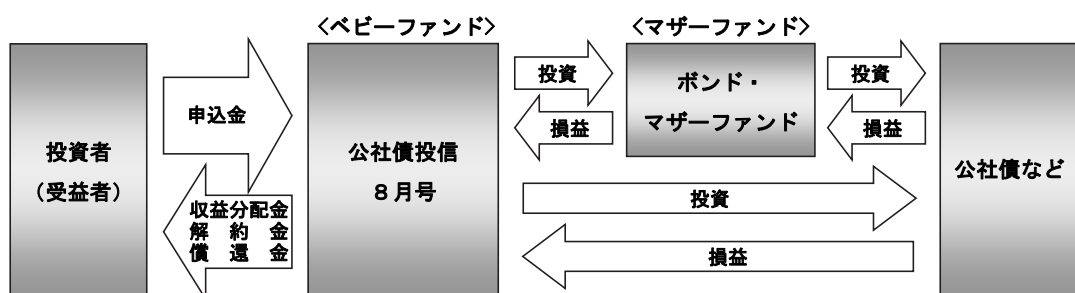 <ベビーファンド>
<マザーファンド>
投資者
（受益者）
申込金
収益分配金
解約金
償還金
公社債投信
８月号
投資
損益
ボンド・
マザーファンド
投資
損益
投資
損益
公社債など